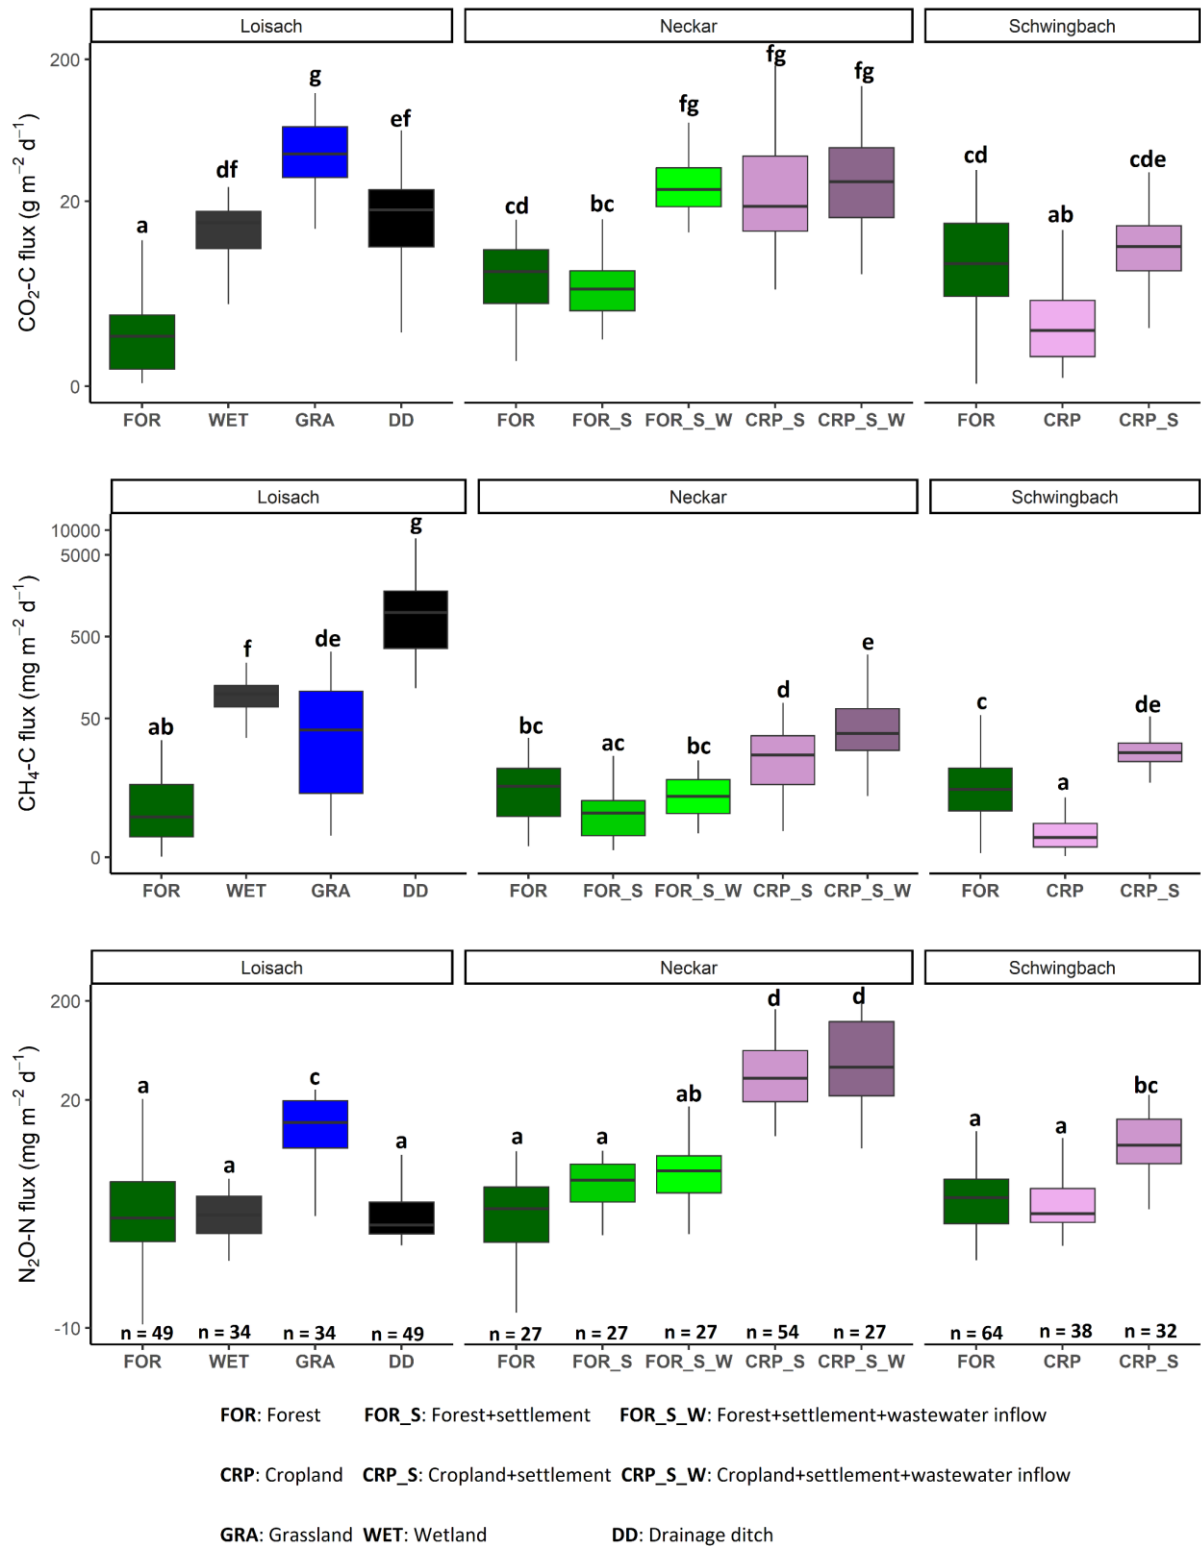 Loisach Neckar Schwingbach
CO₂-C flux (g m⁻² d⁻¹)
200
20
0
a df g ef cd bc fg fg fg cd ab cde
FOR WET GRA DD FOR FOR_S FOR_S_W CRP_S CRP_S_W FOR CRP CRP_S
Loisach Neckar Schwingbach
CH₄-C flux (mg m⁻² d⁻¹)
10000
5000
500
50
0
ab f de g bc ac bc d e c a de
FOR WET GRA DD FOR FOR_S FOR_S_W CRP_S CRP_S_W FOR CRP CRP_S
Loisach Neckar Schwingbach
N₂O-N flux (mg m⁻² d⁻¹)
200
20
-10
a a c a a a ab d d a a bc
n = 49 n = 34 n = 34 n = 49 n = 27 n = 27 n = 27 n = 54 n = 27 n = 64 n = 38 n = 32
FOR WET GRA DD FOR FOR_S FOR_S_W CRP_S CRP_S_W FOR CRP CRP_S
FOR: Forest FOR_S: Forest+settlement FOR_S_W: Forest+settlement+wastewater inflow
CRP: Cropland CRP_S: Cropland+settlement CRP_S_W: Cropland+settlement+wastewater inflow
GRA: Grassland WET: Wetland DD: Drainage ditch